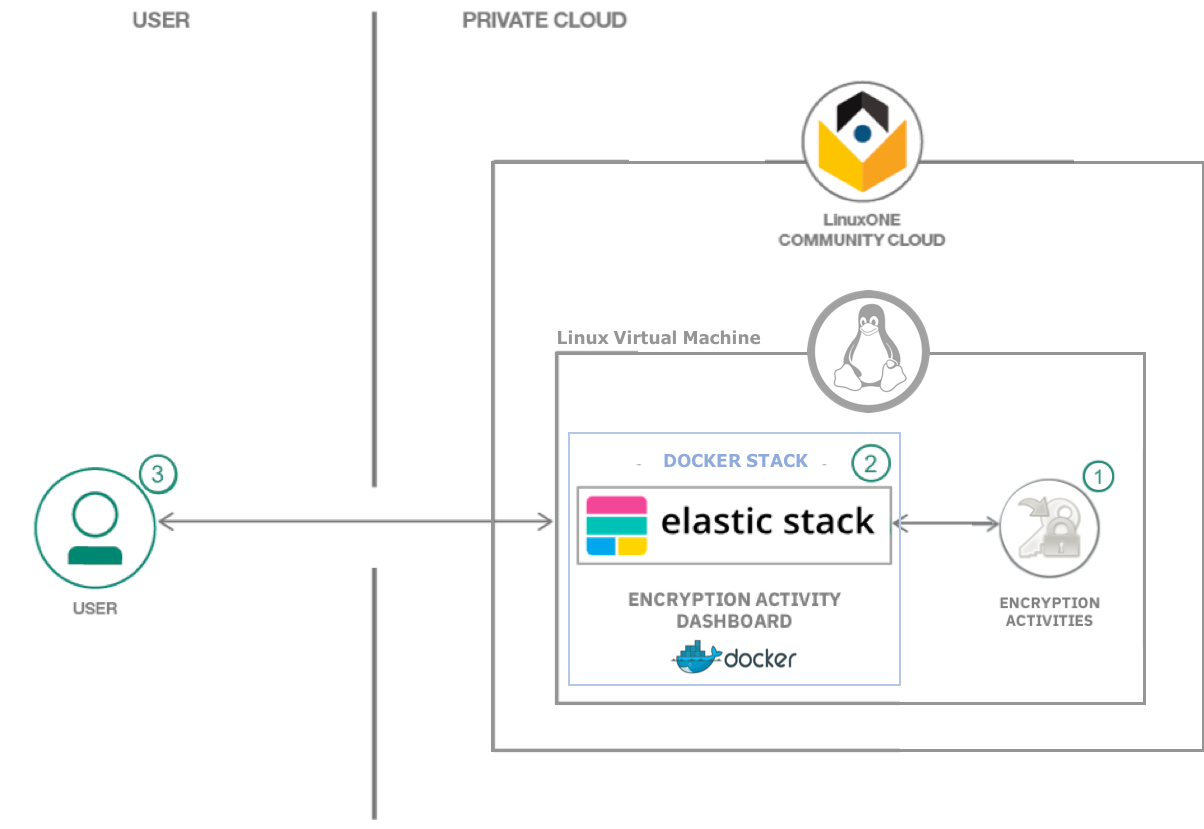 USER
PRIVATE CLOUD
LinuxONE
COMMUNITY CLOUD
Linux Virtual Machine
- DOCKER STACK -
2
1
3
elastic stack
ENCRYPTION ACTIVITY
DASHBOARD
docker
ENCRYPTION
ACTIVITIES
USER